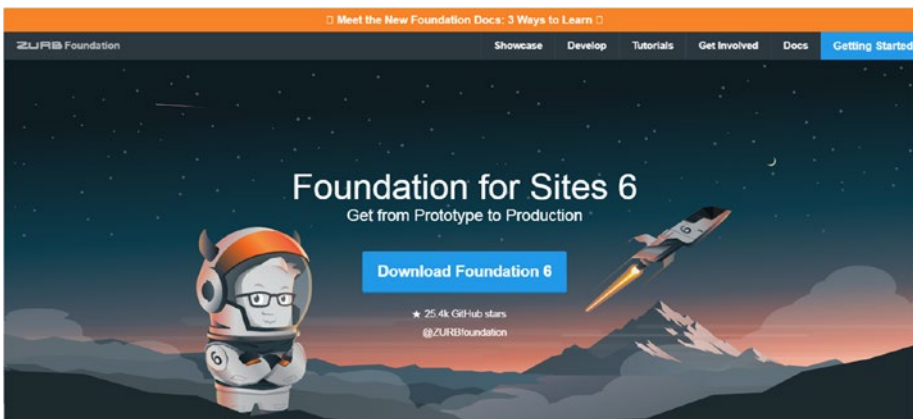 ▯ Meet the New Foundation Docs: 3 Ways to Learn ▯
ZURB Foundation
Showcase Develop Tutorials Get Involved Docs Getting Started
Foundation for Sites 6
Get from Prototype to Production
Download Foundation 6
★ 25.4k GitHub stars
@ZURBfoundation
6
6